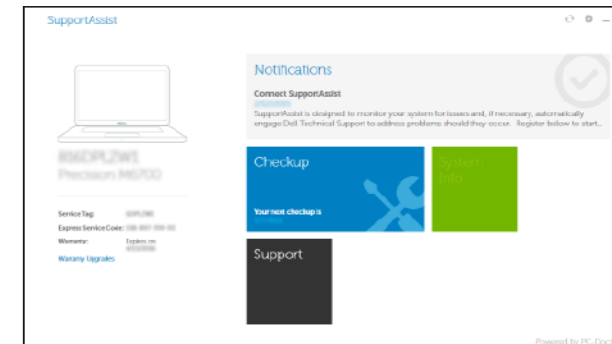 SupportAssist
Notifications
Connect SupportAssist
SupportAssist is designed to monitor your system for issues and, if necessary, automatically
engage Dell Technical Support to address problems should they occur. Register below to start...
Precision M6700
Checkup
System
Info
Your next checkup is
Service Tag:
Express Service Code:
Warranty: Expires on
Warranty Upgrades
Support
Powered by PC-Doct